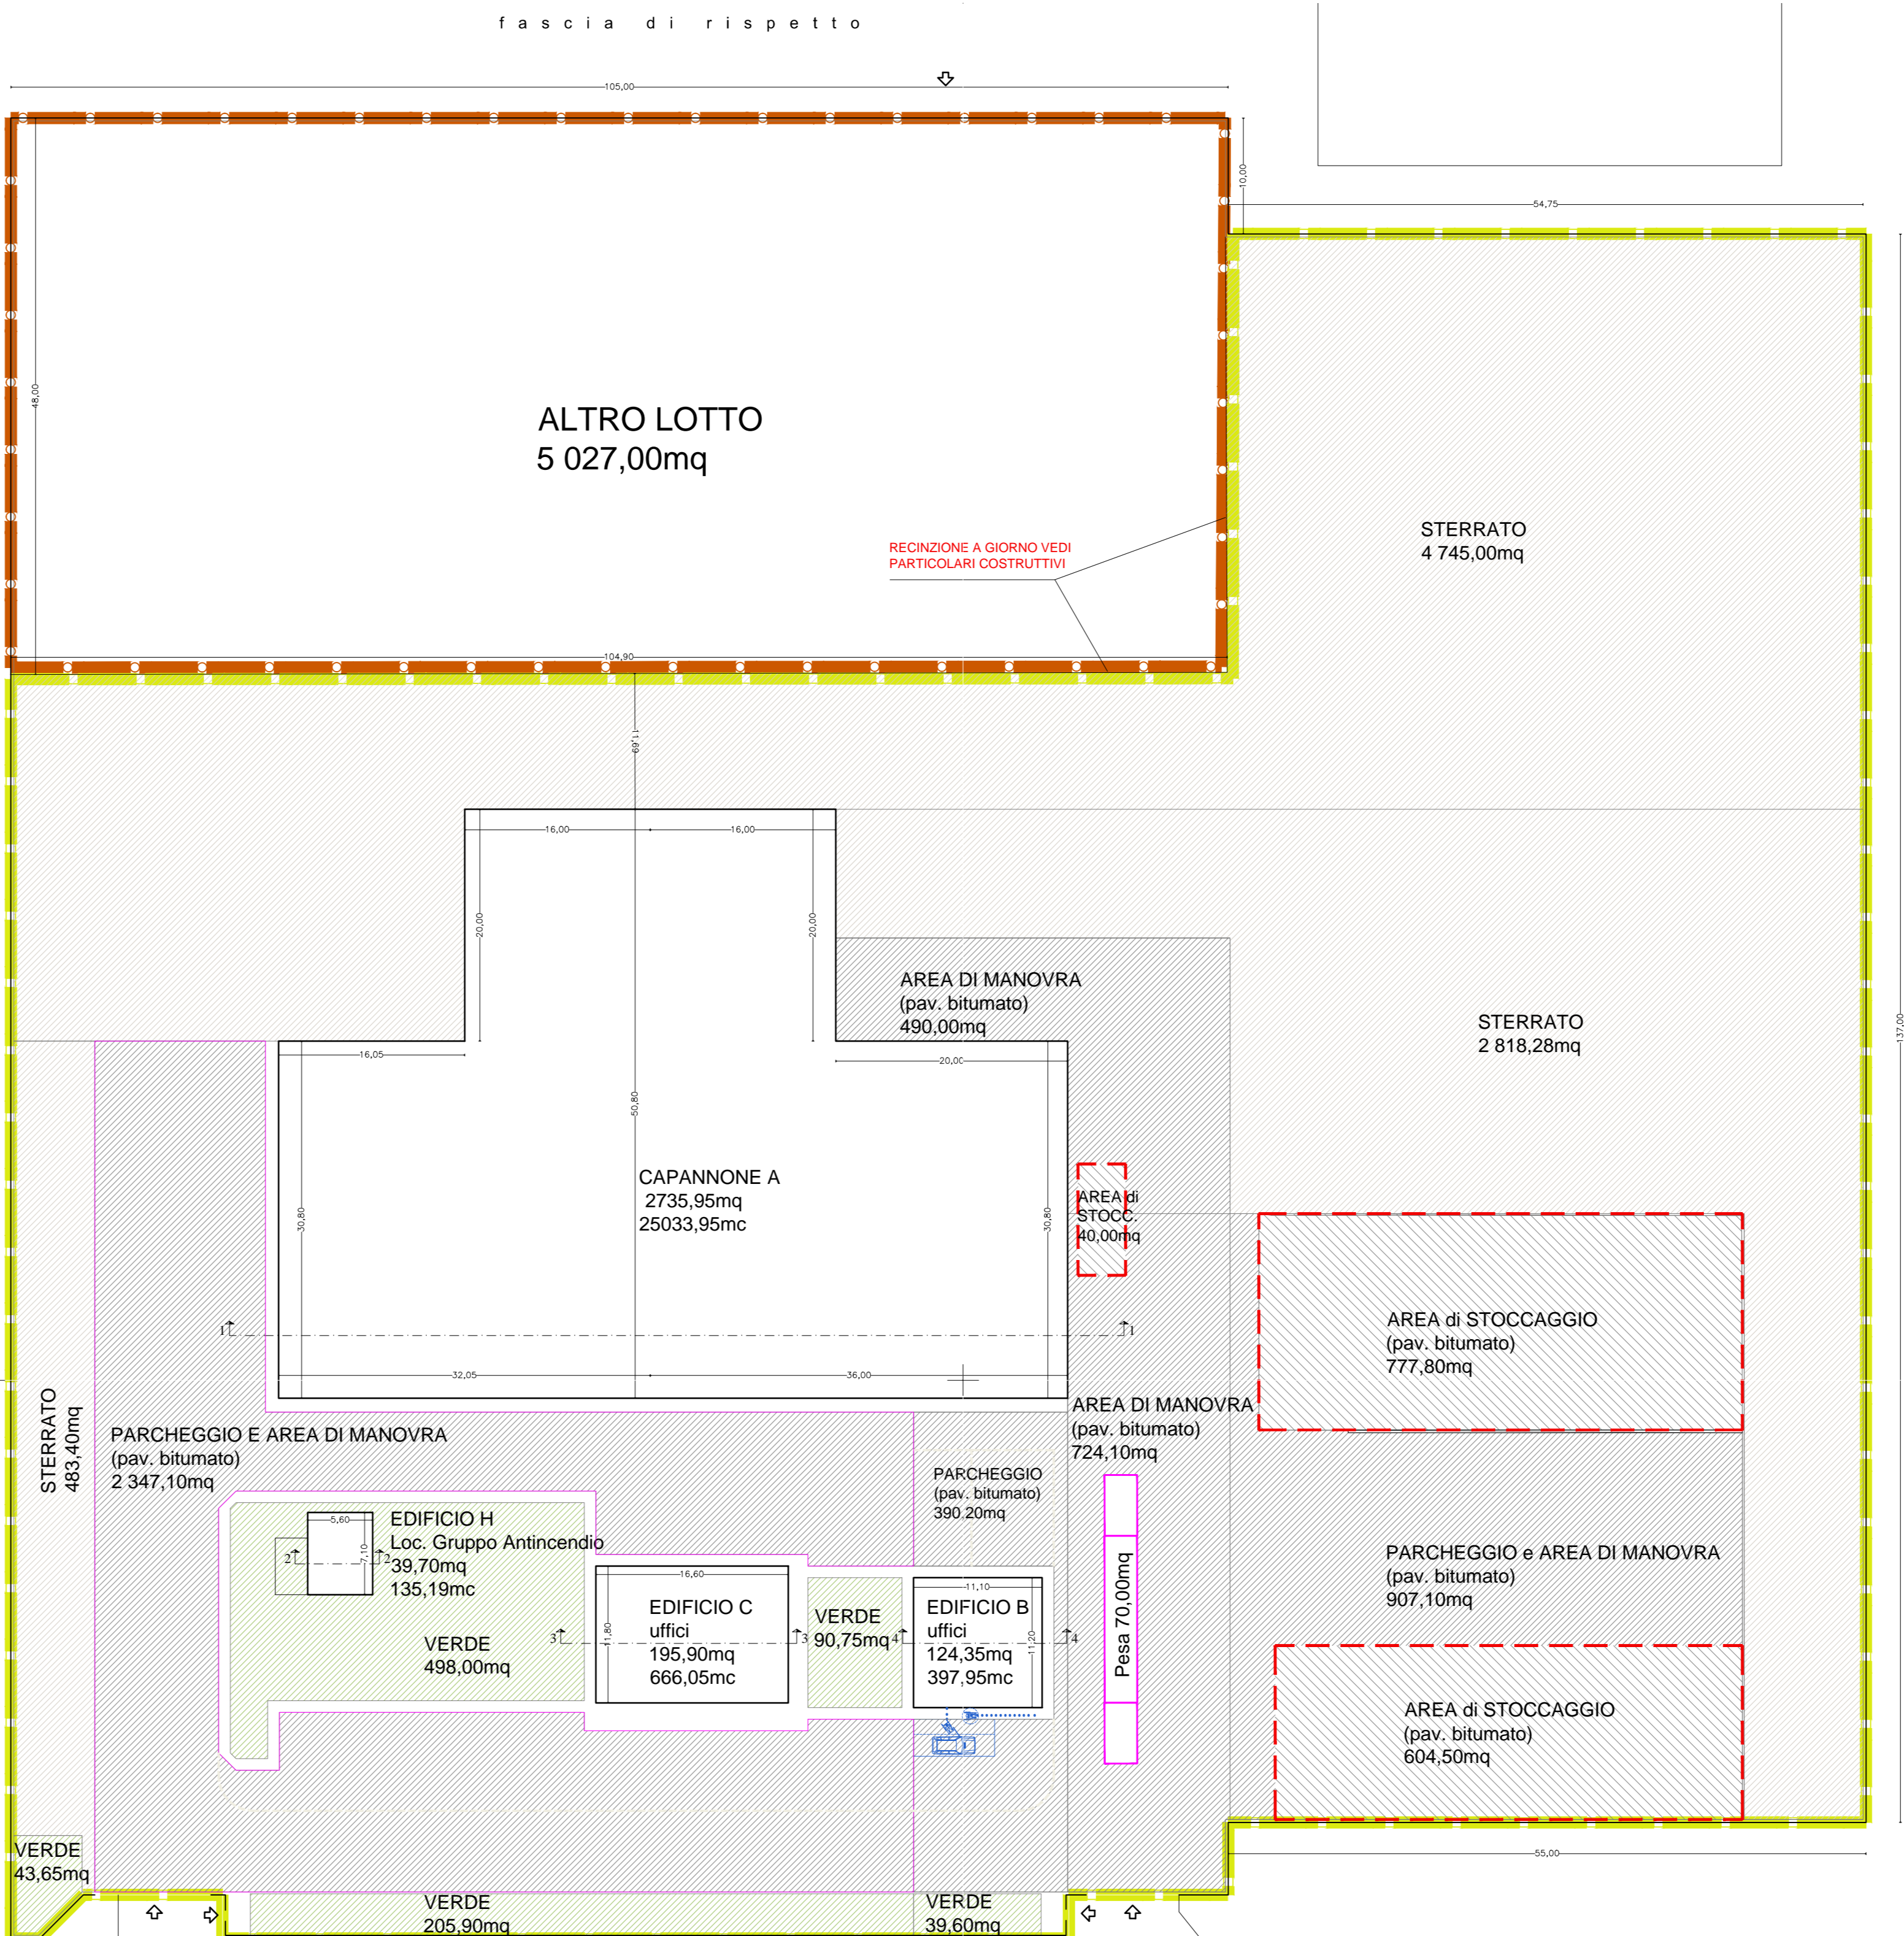 fascia di rispetto
105,00
10,00
54,75
48,00
ALTRO LOTTO
5 027,00mq
RECINZIONE A GIORNO VEDI
PARTICOLARI COSTRUTTIVI
STERRATO
4 745,00mq
104,90
11,69
16,00
16,00
20,00
20,00
AREA DI MANOVRA
(pav. bitumato)
490,00mq
STERRATO
2 818,28mq
137,00
16,05
20,00
50,80
CAPANNONE A
2735,95mq
25033,95mc
30,80
30,80
AREA di
STOCC.
40,00mq
AREA di STOCCAGGIO
(pav. bitumato)
777,80mq
1
1
32,05
36,00
STERRATO
483,40mq
PARCHEGGIO E AREA DI MANOVRA
(pav. bitumato)
2 347,10mq
AREA DI MANOVRA
(pav. bitumato)
724,10mq
PARCHEGGIO
(pav. bitumato)
390,20mq
5,60
7,10
2
2
EDIFICIO H
Loc. Gruppo Antincendio
39,70mq
135,19mc
VERDE
498,00mq
16,60
11,80
EDIFICIO C
uffici
195,90mq
666,05mc
3
3
VERDE
90,75mq
11,10
11,20
EDIFICIO B
uffici
124,35mq
397,95mc
4
4
Pesa 70,00mq
PARCHEGGIO e AREA DI MANOVRA
(pav. bitumato)
907,10mq
AREA di STOCCAGGIO
(pav. bitumato)
604,50mq
55,00
VERDE
43,65mq
VERDE
205,90mq
VERDE
39,60mq